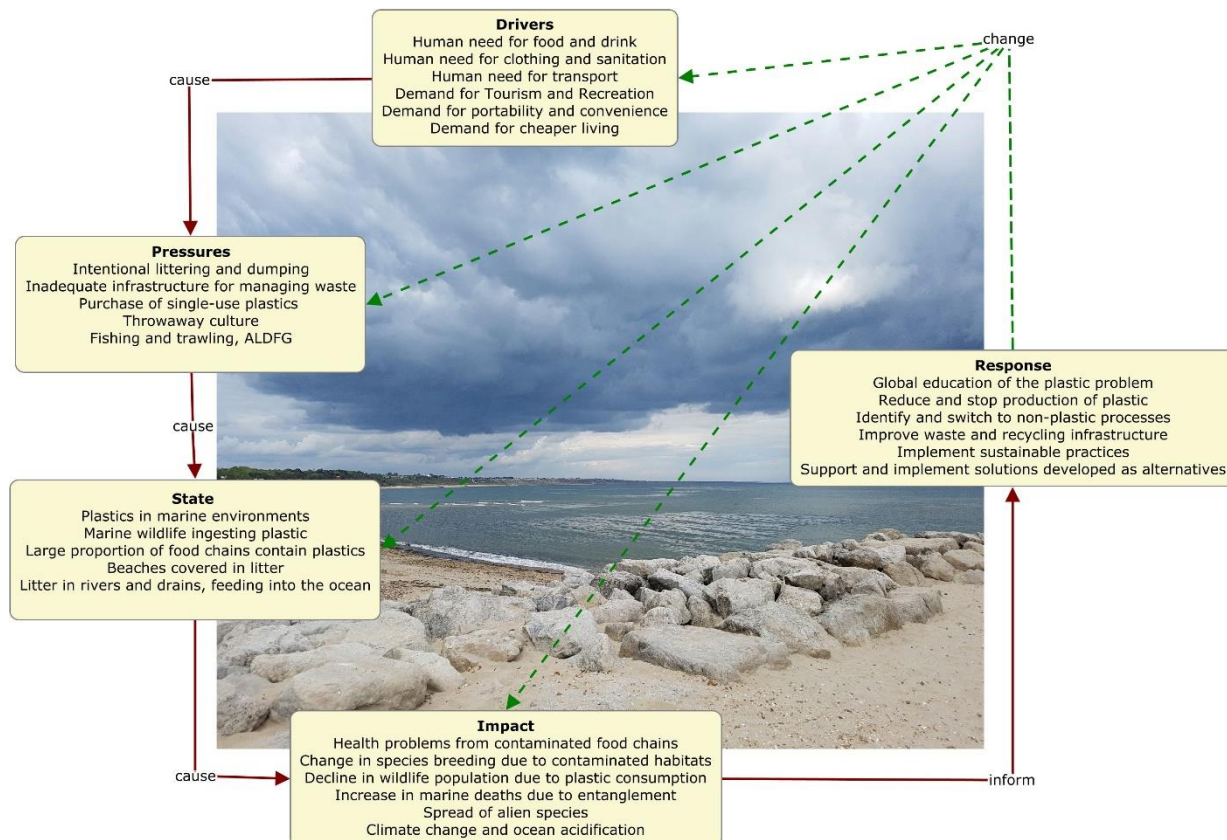 Drivers
Human need for food and drink
Human need for clothing and sanitation
Human need for transport
Demand for Tourism and Recreation
Demand for portability and convenience
Demand for cheaper living
change
cause
Pressures
Intentional littering and dumping
Inadequate infrastructure for managing waste
Purchase of single-use plastics
Throwaway culture
Fishing and trawling, ALDFG
Response
Global education of the plastic problem
Reduce and stop production of plastic
Identify and switch to non-plastic processes
Improve waste and recycling infrastructure
Implement sustainable practices
Support and implement solutions developed as alternatives
cause
State
Plastics in marine environments
Marine wildlife ingesting plastic
Large proportion of food chains contain plastics
Beaches covered in litter
Litter in rivers and drains, feeding into the ocean
Impact
Health problems from contaminated food chains
Change in species breeding due to contaminated habitats
Decline in wildlife population due to plastic consumption
Increase in marine deaths due to entanglement
Spread of alien species
Climate change and ocean acidification
cause
inform